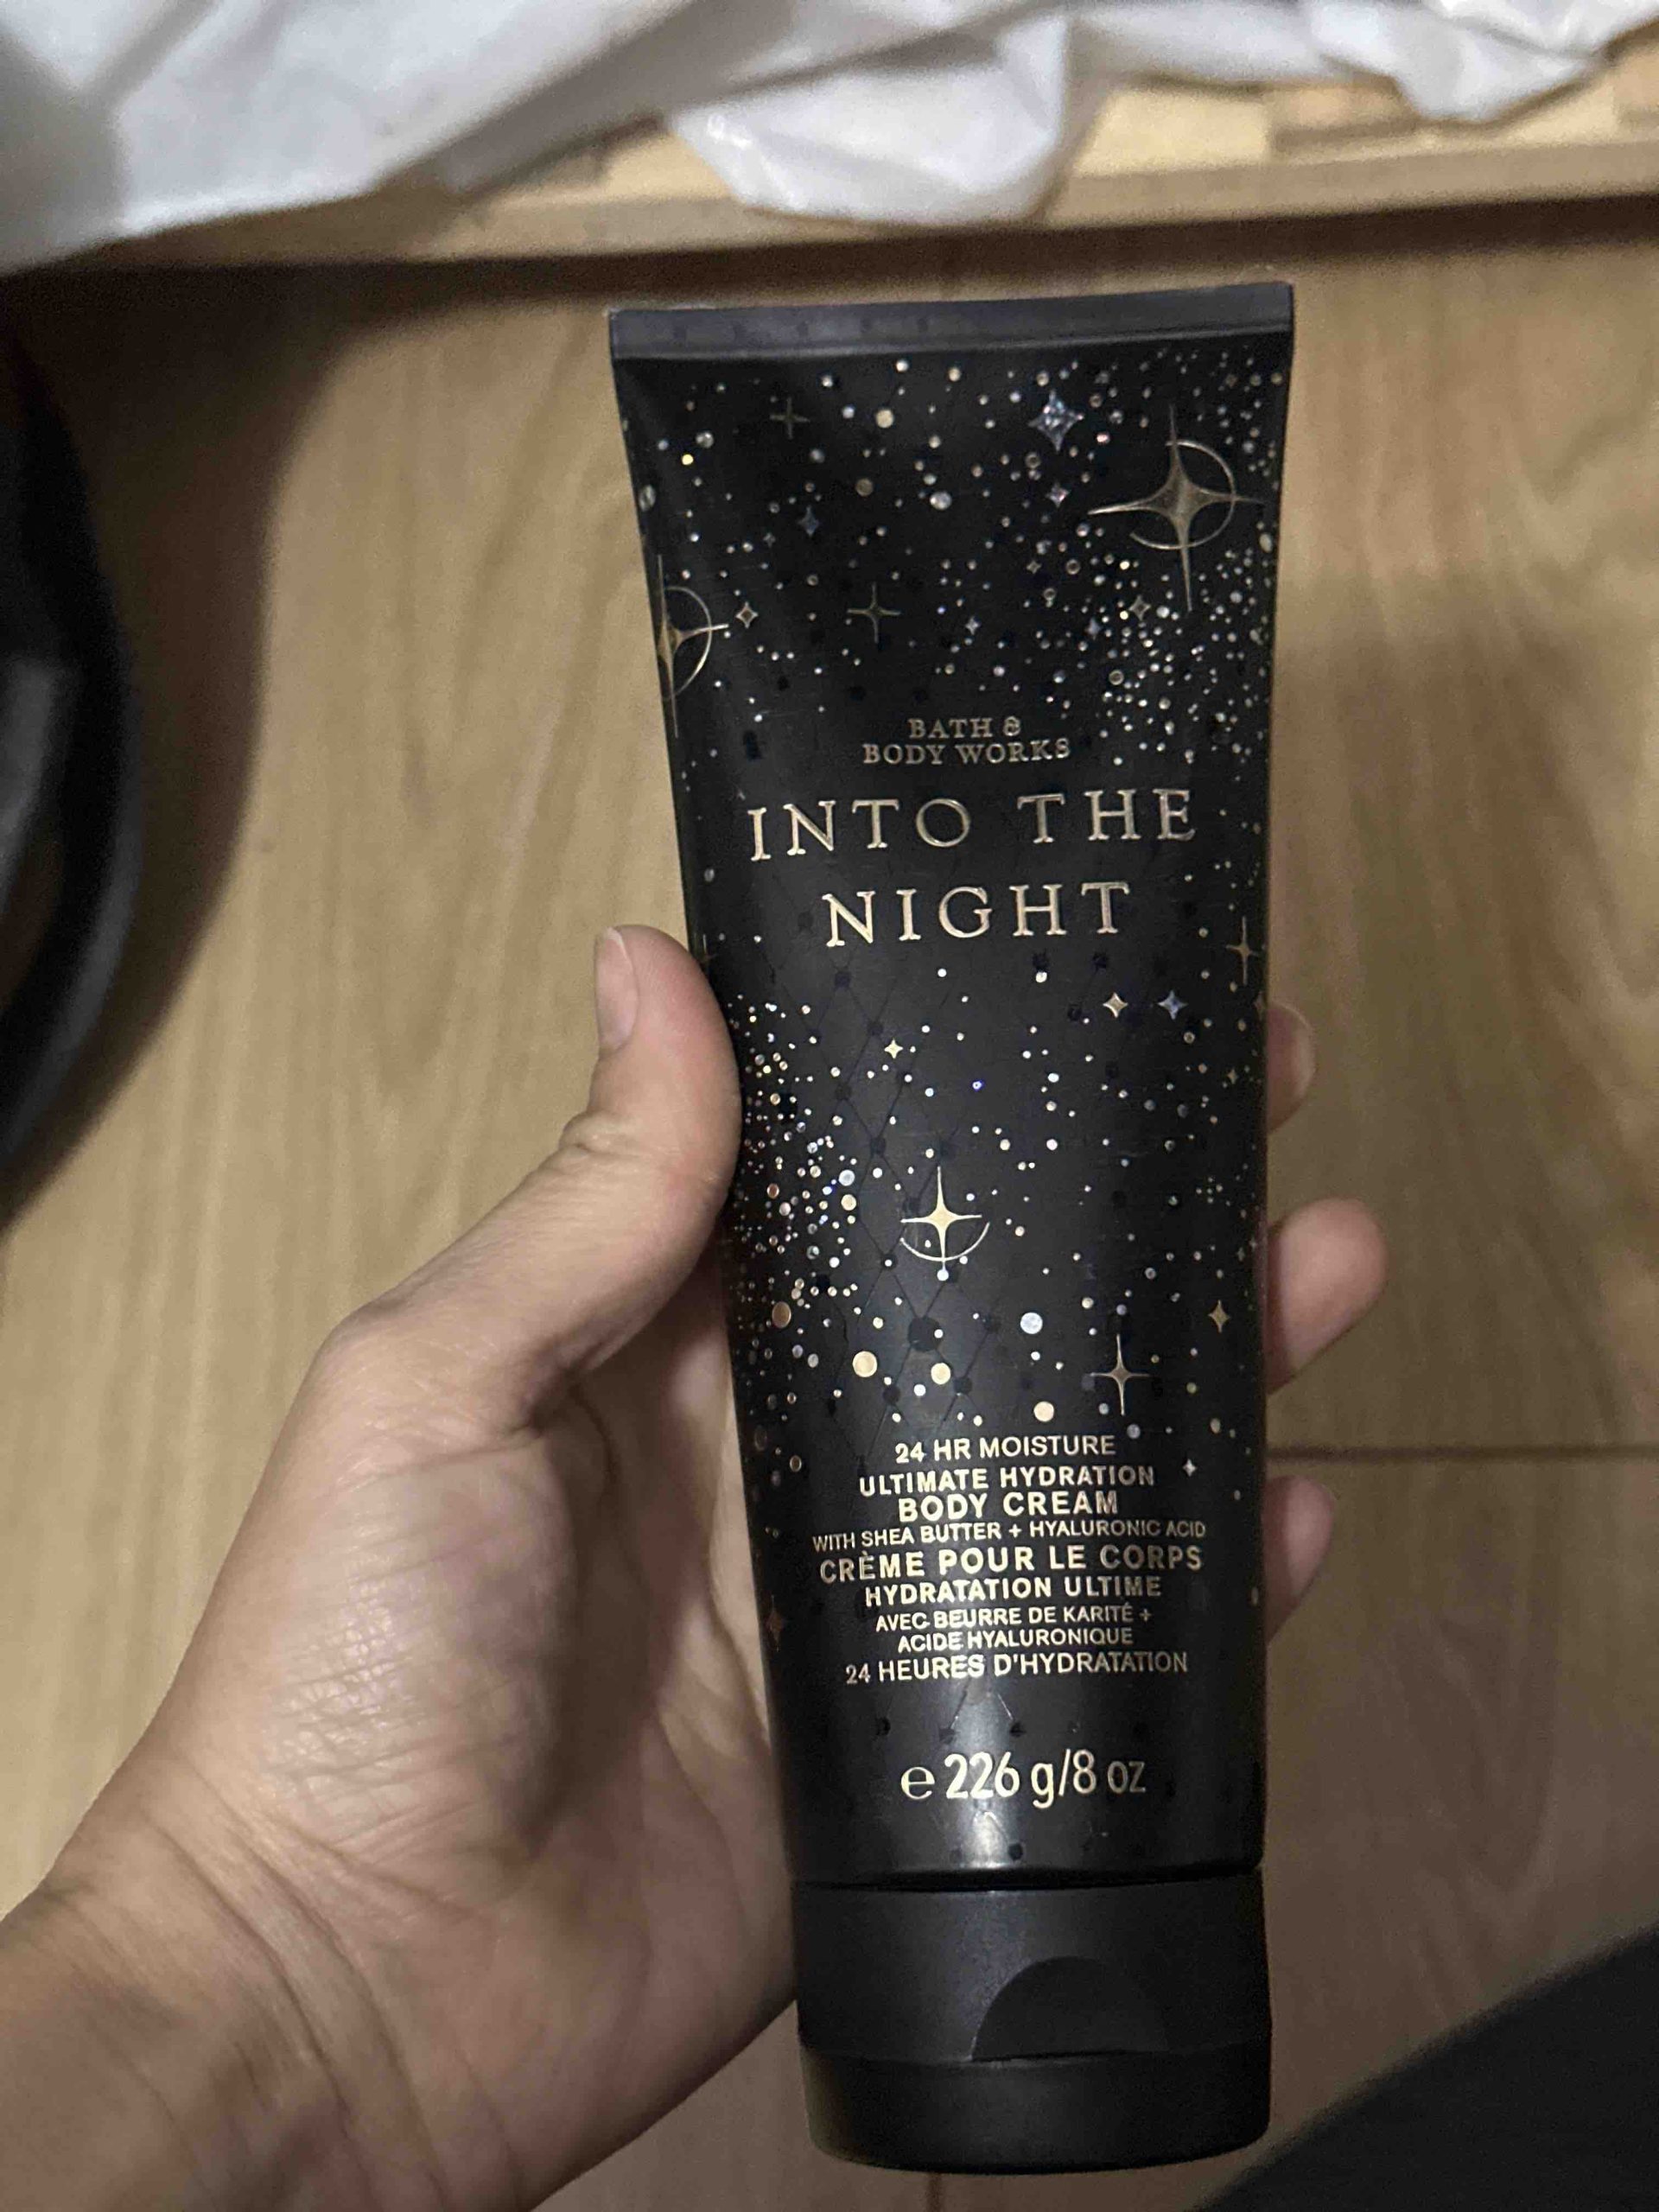 BATH &
BODY WORKS
INTO THE
NIGHT
24 HR MOISTURE
ULTIMATE HYDRATION
BODY CREAM
WITH SHEA BUTTER + HYALURONIC ACID
CRÈME POUR LE CORPS
HYDRATATION ULTIME
AVEC BEURRE DE KARITÉ +
ACIDE HYALURONIQUE
24 HEURES D'HYDRATATION
e 226 g/8 oz